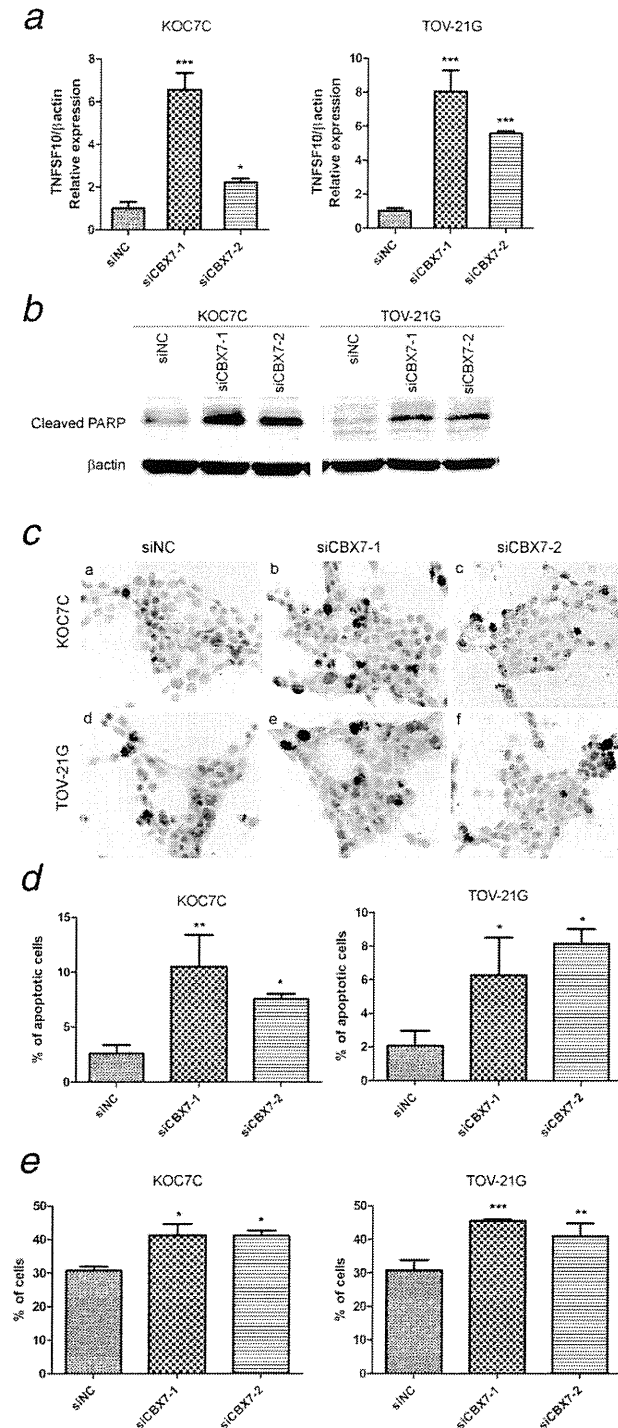 a
KOC7C
TOV-21G
TNFSF10/βactin
Relative expression
8
6
4
2
0
***
*
siNC
siCBX7-1
siCBX7-2
TNFSF10/βactin
Relative expression
10
8
6
4
2
0
***
***
siNC
siCBX7-1
siCBX7-2
b
KOC7C
TOV-21G
siNC
siCBX7-1
siCBX7-2
siNC
siCBX7-1
siCBX7-2
Cleaved PARP
βactin
c
siNC
siCBX7-1
siCBX7-2
KOC7C
a
b
c
TOV-21G
d
e
f
d
KOC7C
TOV-21G
% of apoptotic cells
15
10
5
0
**
*
siNC
siCBX7-1
siCBX7-2
% of apoptotic cells
10
8
6
4
2
0
*
*
siNC
siCBX7-1
siCBX7-2
e
KOC7C
TOV-21G
% of cells
50
40
30
20
10
0
*
*
siNC
siCBX7-1
siCBX7-2
% of cells
50
40
30
20
10
0
***
**
siNC
siCBX7-1
siCBX7-2